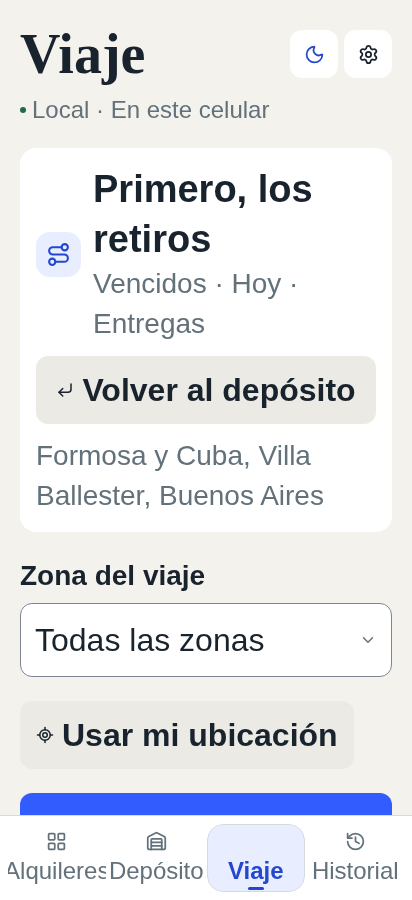 Viaje
Local · En este celular
Primero, los
retiros
Vencidos · Hoy ·
Entregas
Volver al depósito
Formosa y Cuba, Villa
Ballester, Buenos Aires
Zona del viaje
Todas las zonas
Usar mi ubicación
Alquileres Depósito Viaje Historial